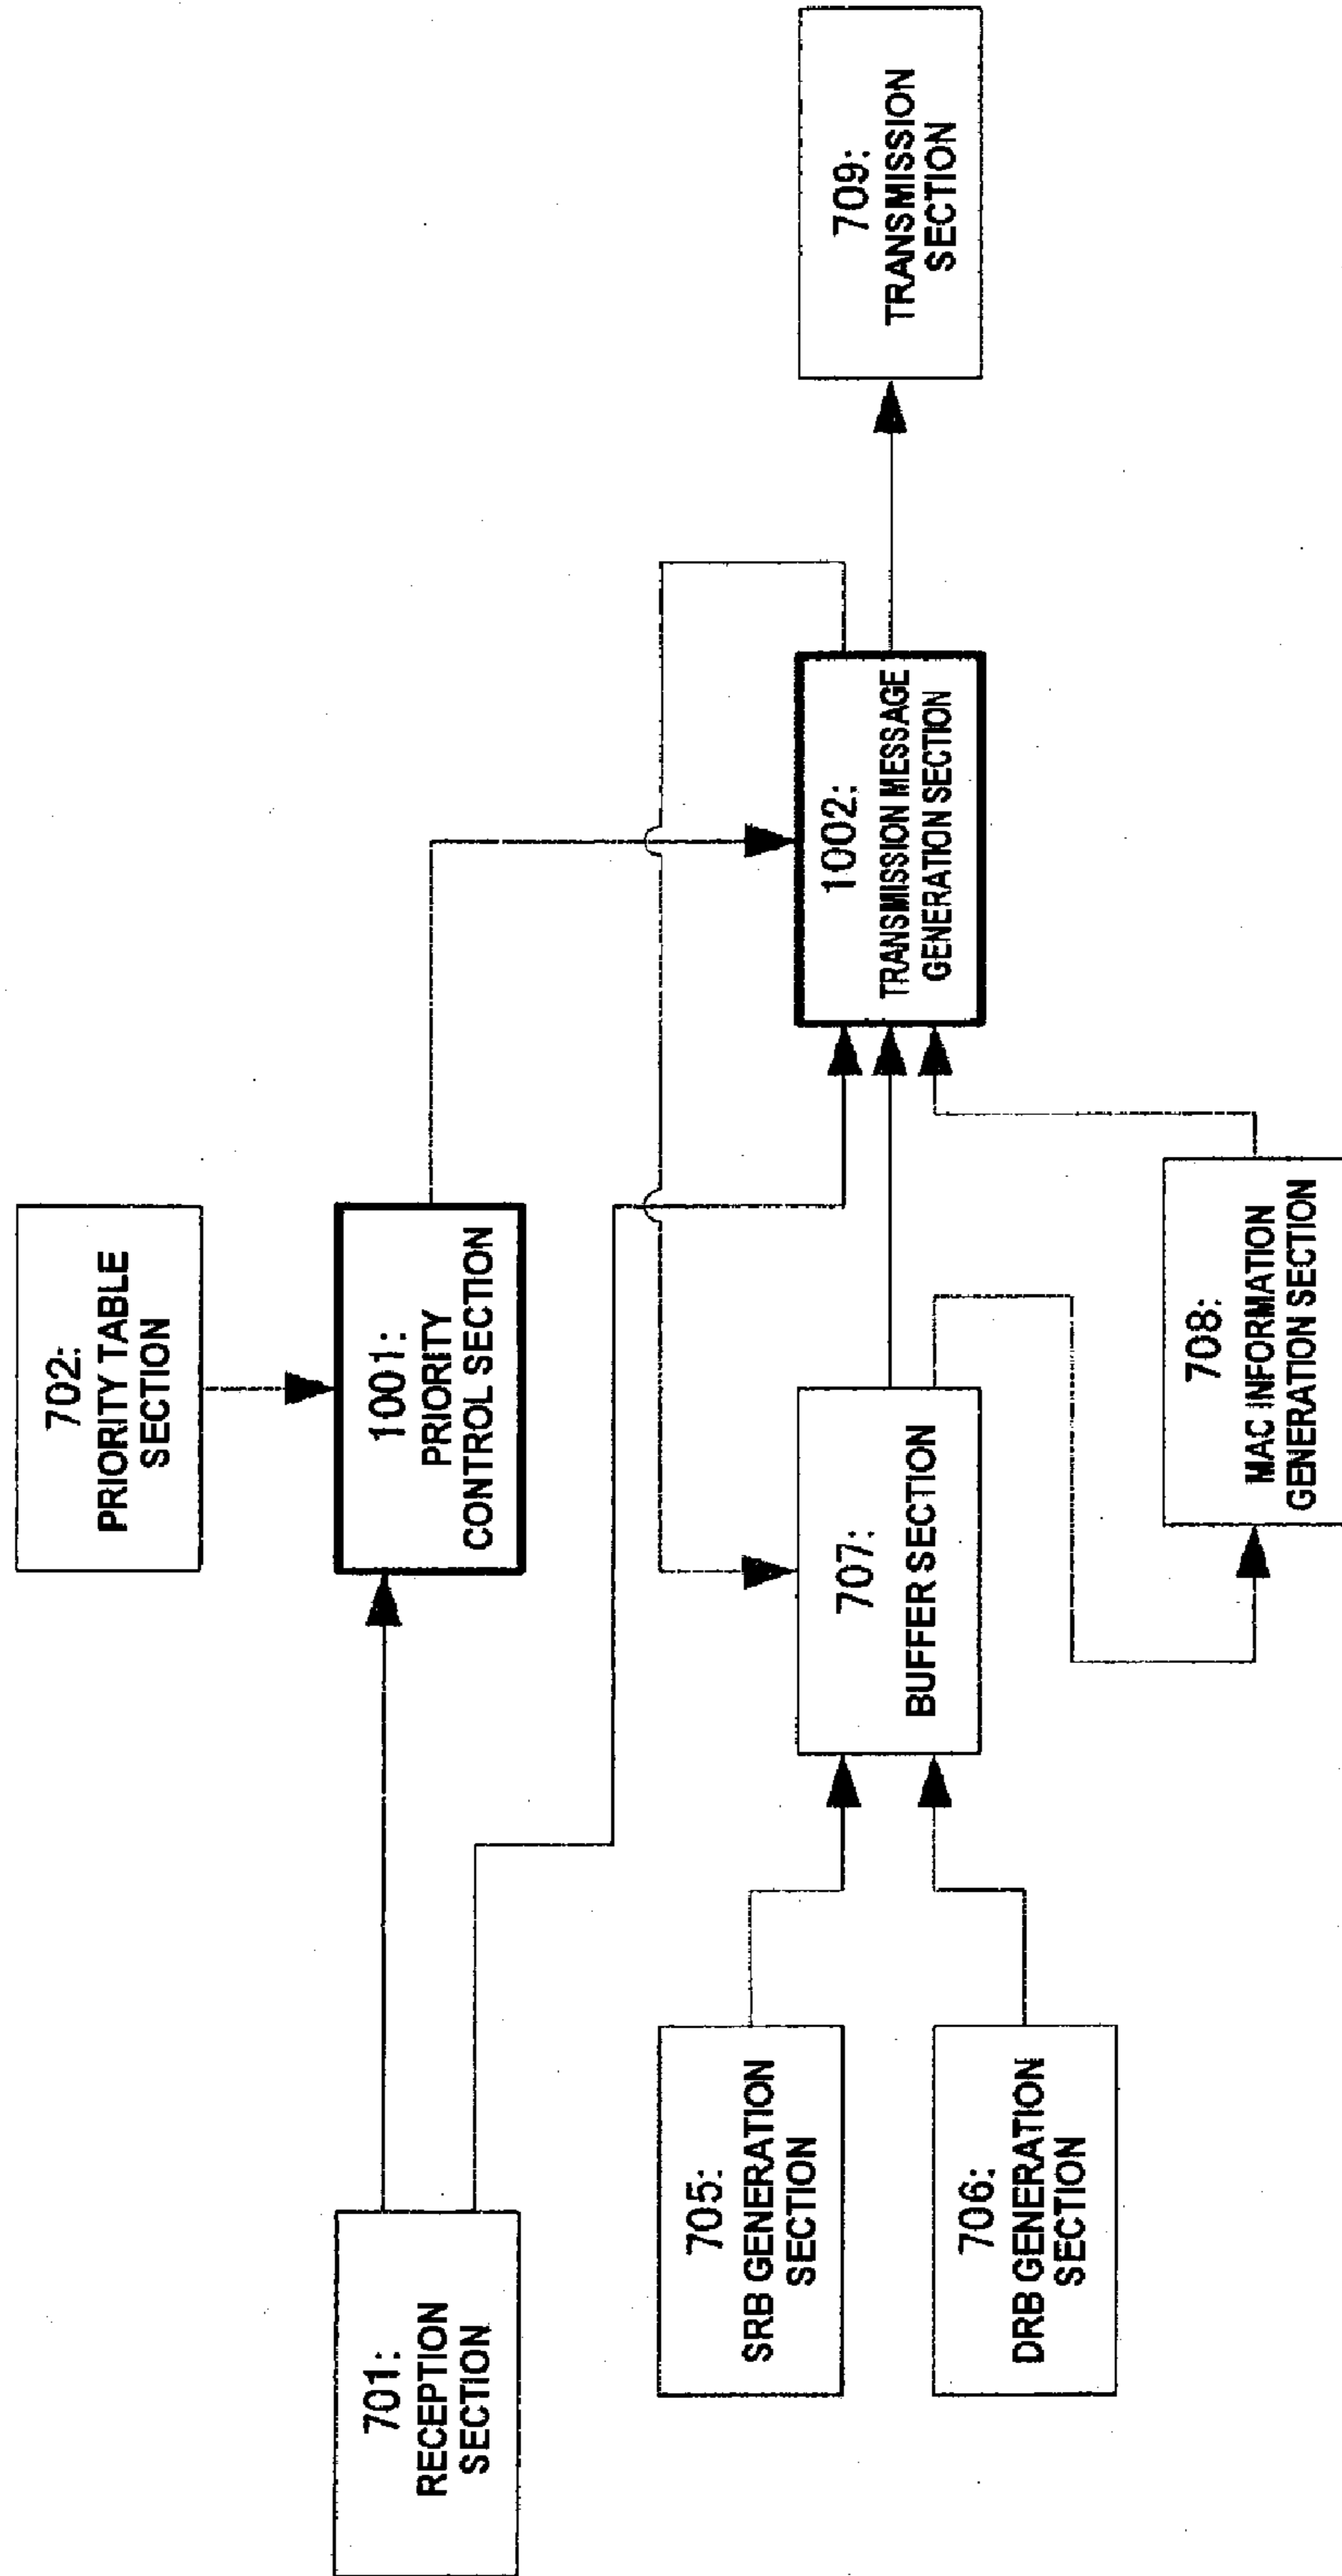 702:
PRIORITY TABLE
SECTION
701:
RECEPTION
SECTION
1001:
PRIORITY
CONTROL SECTION
705:
SRB GENERATION
SECTION
707:
BUFFER SECTION
1002:
TRANSMISSION MESSAGE
GENERATION SECTION
709:
TRANSMISSION
SECTION
706:
DRB GENERATION
SECTION
708:
MAC INFORMATION
GENERATION SECTION